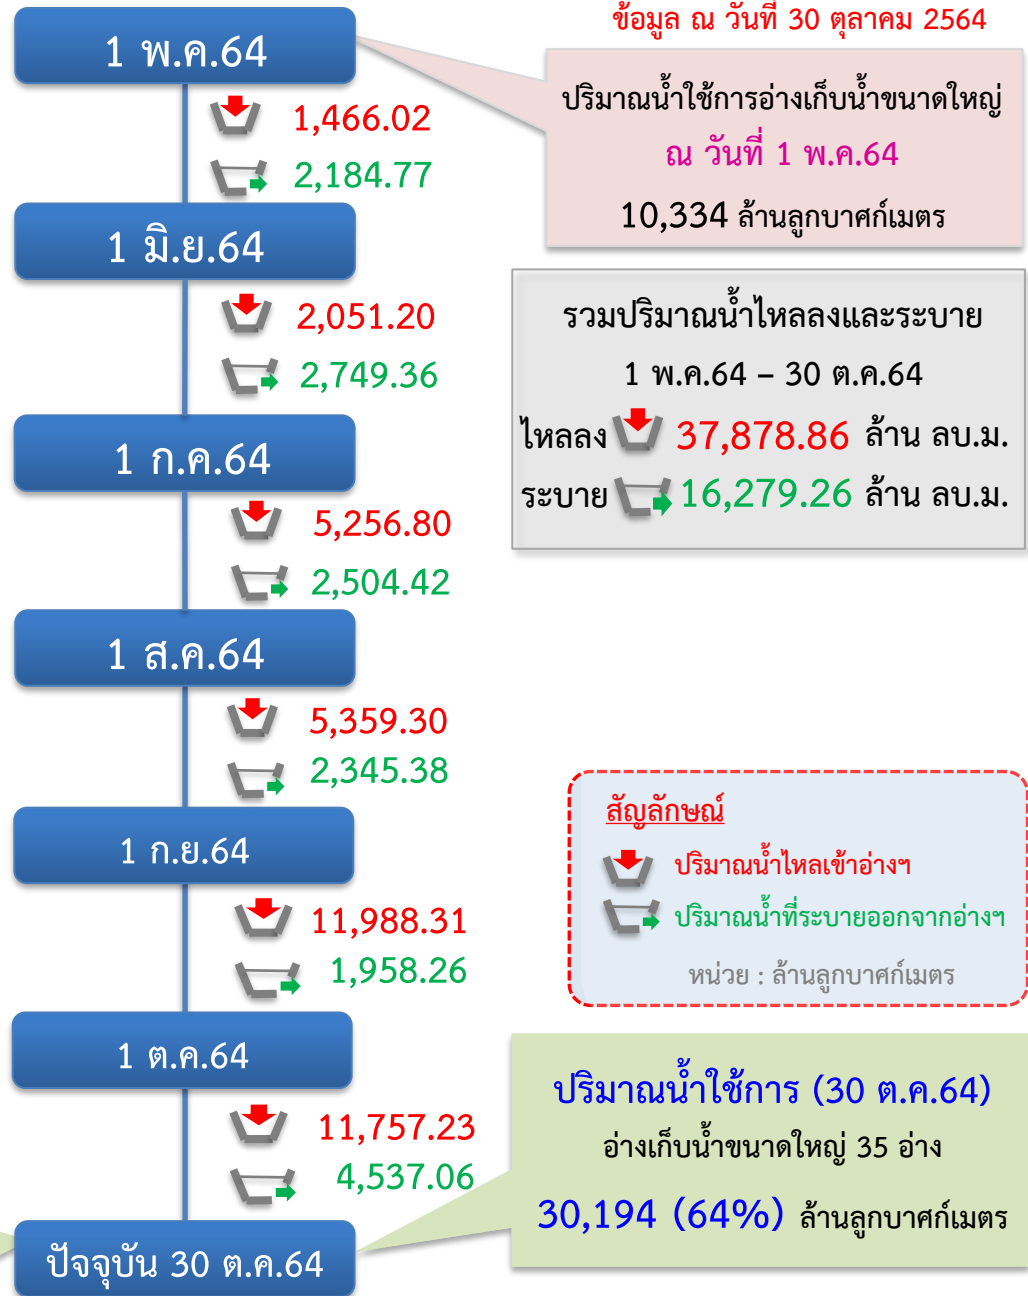 ข้อมูล ณ วันที่ 30 ตุลาคม 2564
1 พ.ค.64
ปริมาณน้ำใช้การอ่างเก็บน้ำขนาดใหญ่
ณ วันที่ 1 พ.ค.64
10,334 ล้านลูกบาศก์เมตร
1,466.02
2,184.77
1 มิ.ย.64
2,051.20
2,749.36
รวมปริมาณน้ำไหลลงและระบาย
1 พ.ค.64 – 30 ต.ค.64
ไหลลง 37,878.86 ล้าน ลบ.ม.
ระบาย 16,279.26 ล้าน ลบ.ม.
1 ก.ค.64
5,256.80
2,504.42
1 ส.ค.64
5,359.30
2,345.38
1 ก.ย.64
สัญลักษณ์
ปริมาณน้ำไหลเข้าอ่างฯ
ปริมาณน้ำที่ระบายออกจากอ่างฯ
หน่วย : ล้านลูกบาศก์เมตร
11,988.31
1,958.26
1 ต.ค.64
11,757.23
4,537.06
ปริมาณน้ำใช้การ (30 ต.ค.64)
อ่างเก็บน้ำขนาดใหญ่ 35 อ่าง
30,194 (64%) ล้านลูกบาศก์เมตร
ปัจจุบัน 30 ต.ค.64